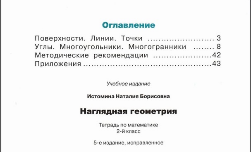 Оглавление
Поверхности. Линии. Точки 3
Углы. Многоугольники. Многогранники 8
Методические рекомендации 42
Приложения 43
Учебное издание
Истомина Наталия Борисовна
Наглядная геометрия
Тетрадь по математике
2-й класс
5-е издание, исправленное